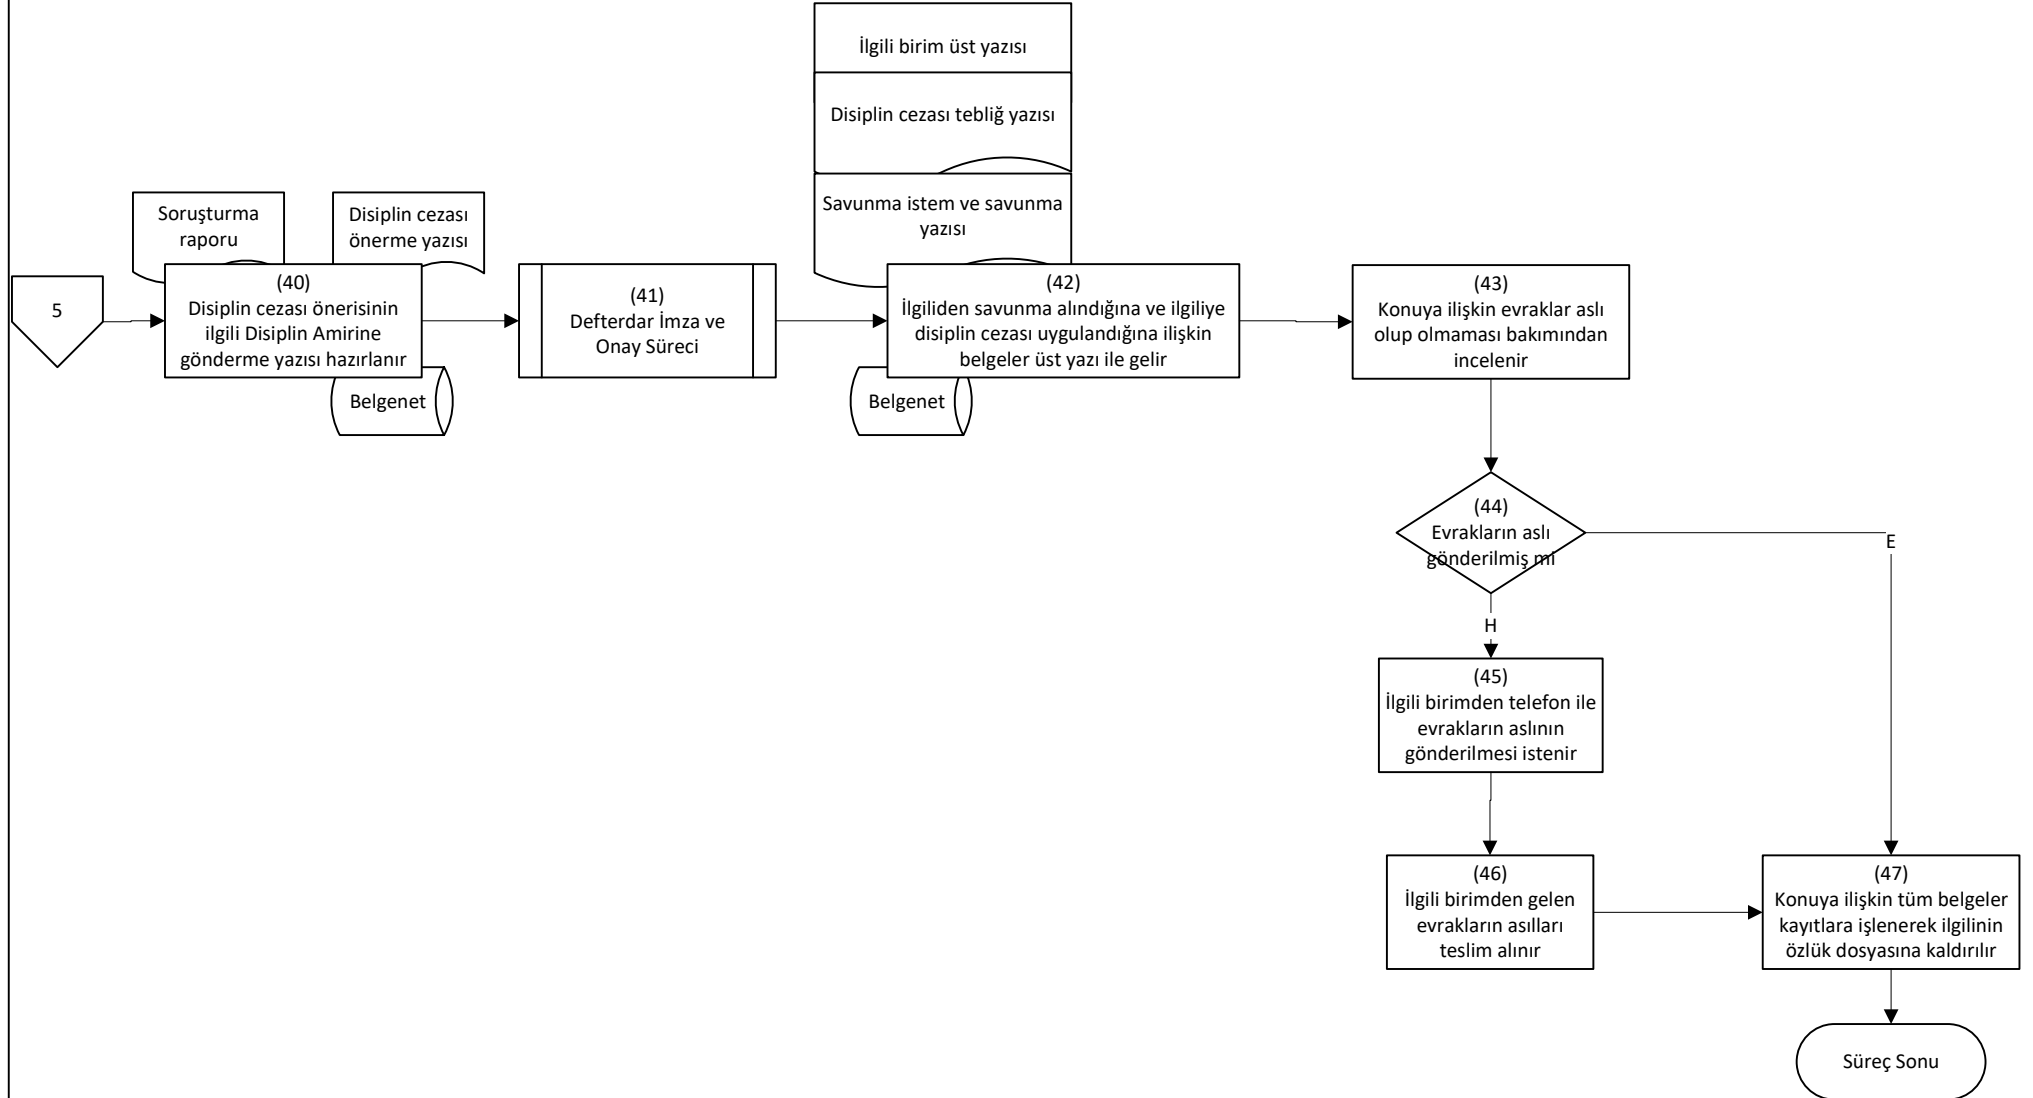 İlgili birim üst yazısı
Disiplin cezası tebliğ yazısı
Savunma istem ve savunma
yazısı
Soruşturma
raporu
Disiplin cezası
önerme yazısı
5
(40)
Disiplin cezası önerisinin
ilgili Disiplin Amirine
gönderme yazısı hazırlanır
Belgenet
(41)
Defterdar İmza ve
Onay Süreci
(42)
İlgiliden savunma alındığına ve ilgiliye
disiplin cezası uygulandığına ilişkin
belgeler üst yazı ile gelir
Belgenet
(43)
Konuya ilişkin evraklar aslı
olup olmaması bakımından
incelenir
(44)
Evrakların aslı
gönderilmiş mi
E
H
(45)
İlgili birimden telefon ile
evrakların aslının
gönderilmesi istenir
(46)
İlgili birimden gelen
evrakların asılları
teslim alınır
(47)
Konuya ilişkin tüm belgeler
kayıtlara işlenerek ilgilinin
özlük dosyasına kaldırılır
Süreç Sonu